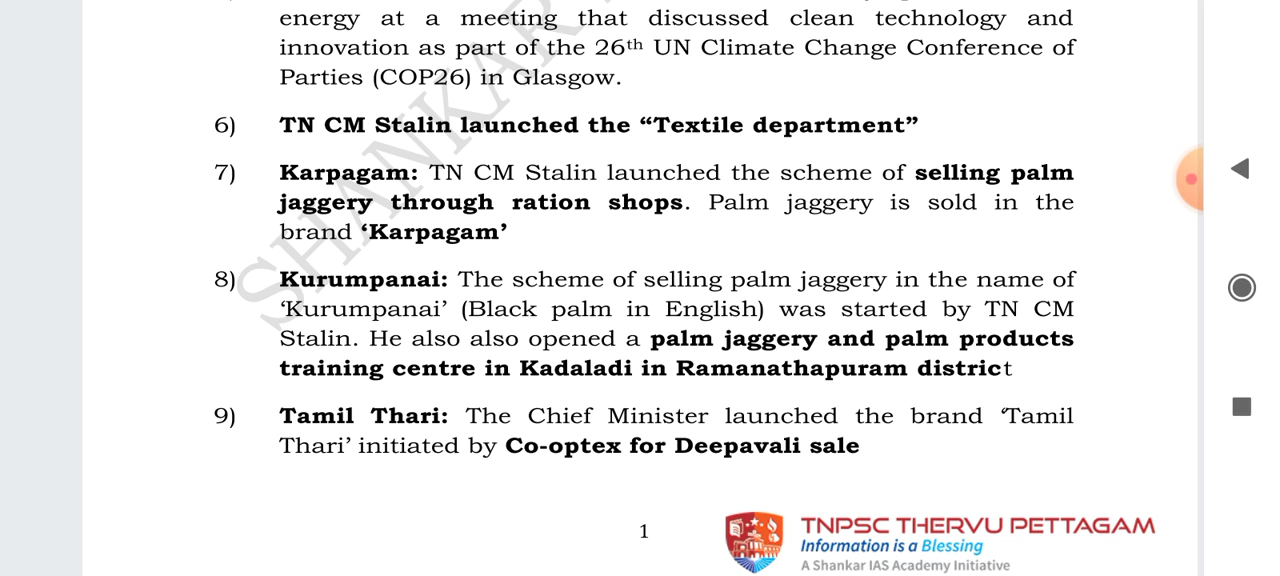 energy at a meeting that discussed clean technology and
innovation as part of the 26th UN Climate Change Conference of
Parties (COP26) in Glasgow.
6) TN CM Stalin launched the “Textile department”
7) Karpagam: TN CM Stalin launched the scheme of selling palm
jaggery through ration shops. Palm jaggery is sold in the
brand ‘Karpagam’
8) Kurumpanai: The scheme of selling palm jaggery in the name of
‘Kurumpanai’ (Black palm in English) was started by TN CM
Stalin. He also also opened a palm jaggery and palm products
training centre in Kadaladi in Ramanathapuram district
9) Tamil Thari: The Chief Minister launched the brand ‘Tamil
Thari’ initiated by Co-optex for Deepavali sale
SHANKAR
1
TNPSC THERVU PETTAGAM
Information is a Blessing
A Shankar IAS Academy Initiative